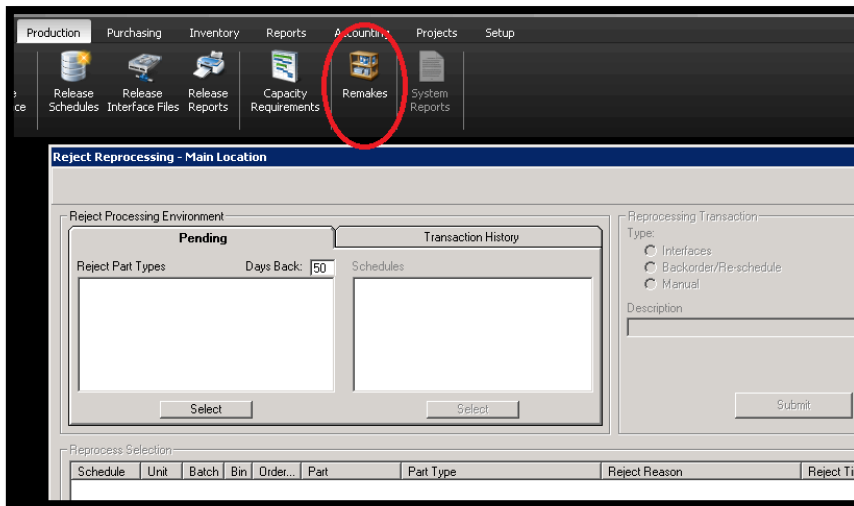 Production Purchasing Inventory Reports Accounting Projects Setup
Release Release Release Capacity Remakes System
ce Schedules Interface Files Reports Requirements Reports
Reject Reprocessing - Main Location
Reject Processing Environment Reprocessing Transaction
Pending Transaction History Type:
Interfaces
Reject Part Types Days Back: 50 Schedules Backorder/Re-schedule
Manual
Description
Select Select Submit
Reprocess Selection
Schedule Unit Batch Bin Order... Part Part Type Reject Reason Reject Ti